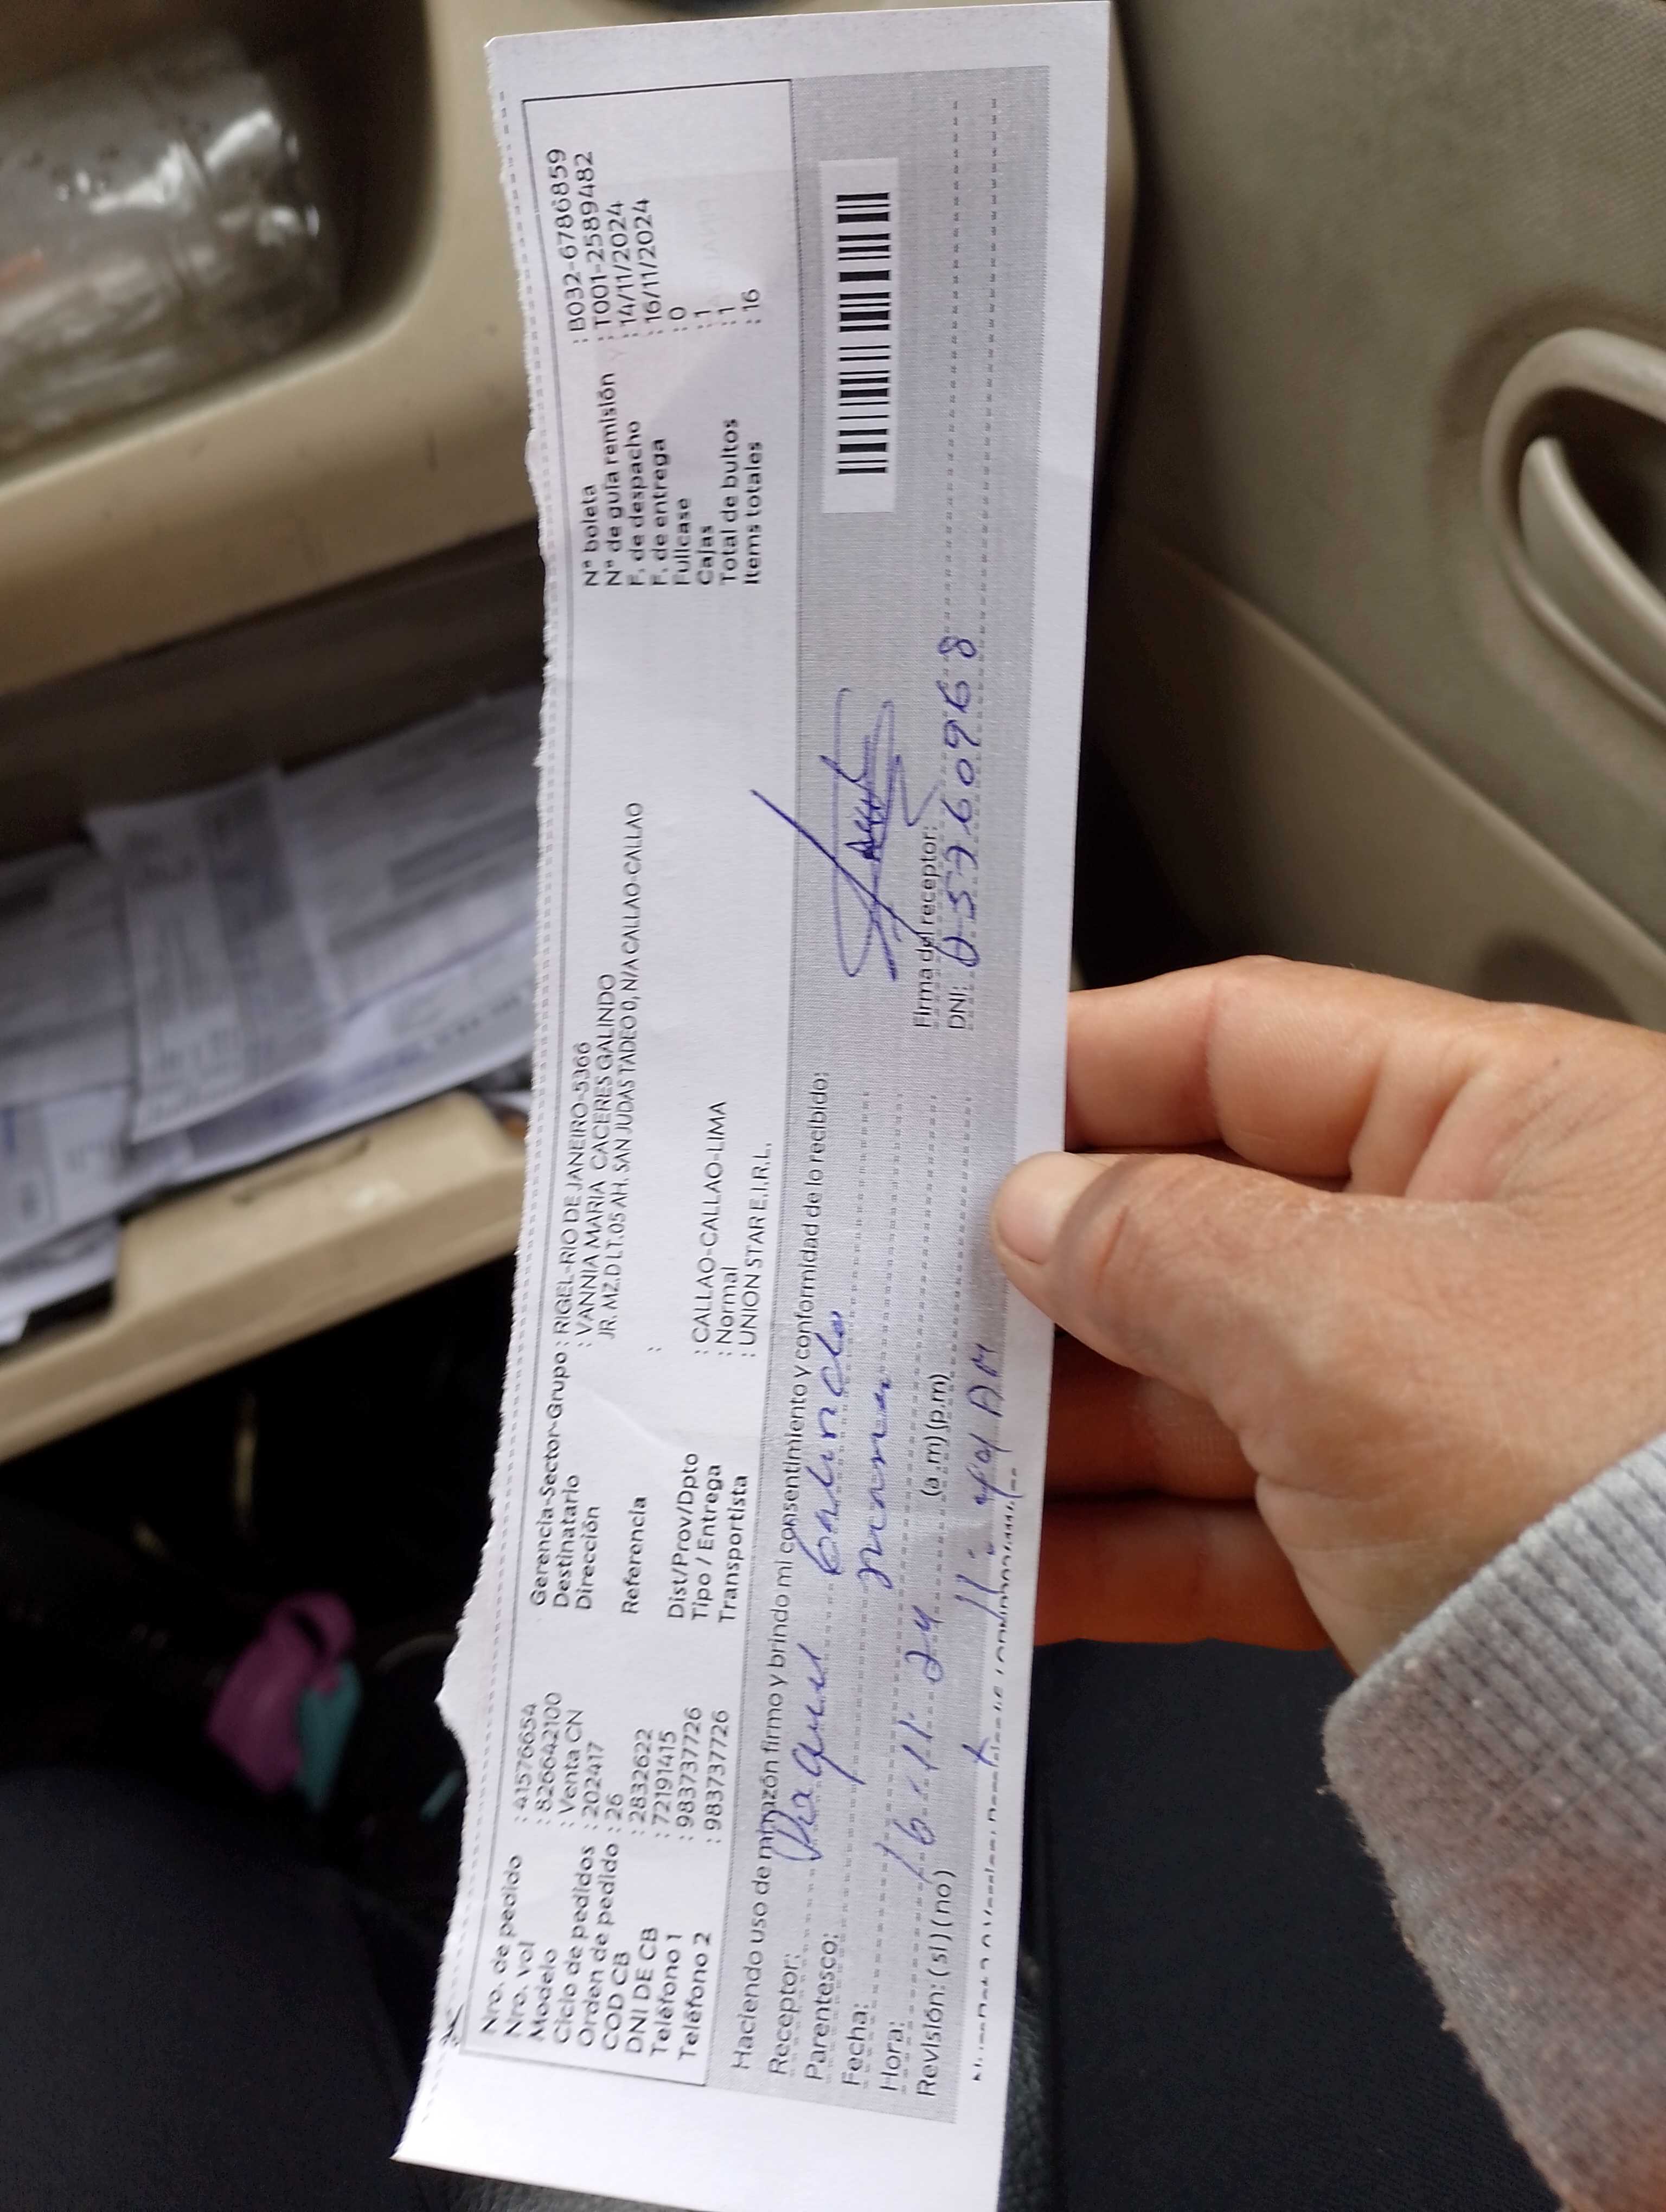 Nro. de pedido : 41576654
Nro. vol : 826642100
Modelo : Venta CN
Ciclo de pedidos : 202417
Orden de pedido : 26
COD CB : 2832622
DNI DE CB : 72191415
Teléfono 1 : 983737726
Teléfono 2 : 983737726
Gerencia-Sector-Grupo : RIGEL-RIO DE JANEIRO-5366
Destinatario : VANNIA MARIA CACERES GALINDO
Dirección JR. MZ.D LT.05 AH. SAN JUDAS TADEO 0, N/A CALLAO-CALLAO
Referencia :
Dist/Prov/Dpto : CALLAO-CALLAO-LIMA
Tipo / Entrega : Normal
Transportista : UNION STAR E.I.R.L.
N° boleta : B032-6786859
N° de guía remisión : T001-2589482
F. de despacho : 14/11/2024
F. de entrega : 16/11/2024
Fullcase : 0
Cajas : 1
Total de bultos : 1
Items totales : 16
Haciendo uso de mi razón firmo y brindo mi consentimiento y conformidad de lo recibido:
Receptor: Raquel Galindo
Parentesco: mama
Fecha: 16-11-24
Hora: (a.m) (p.m) 11: AM
Revisión: (si) (no)
Firma del receptor:
DNI: